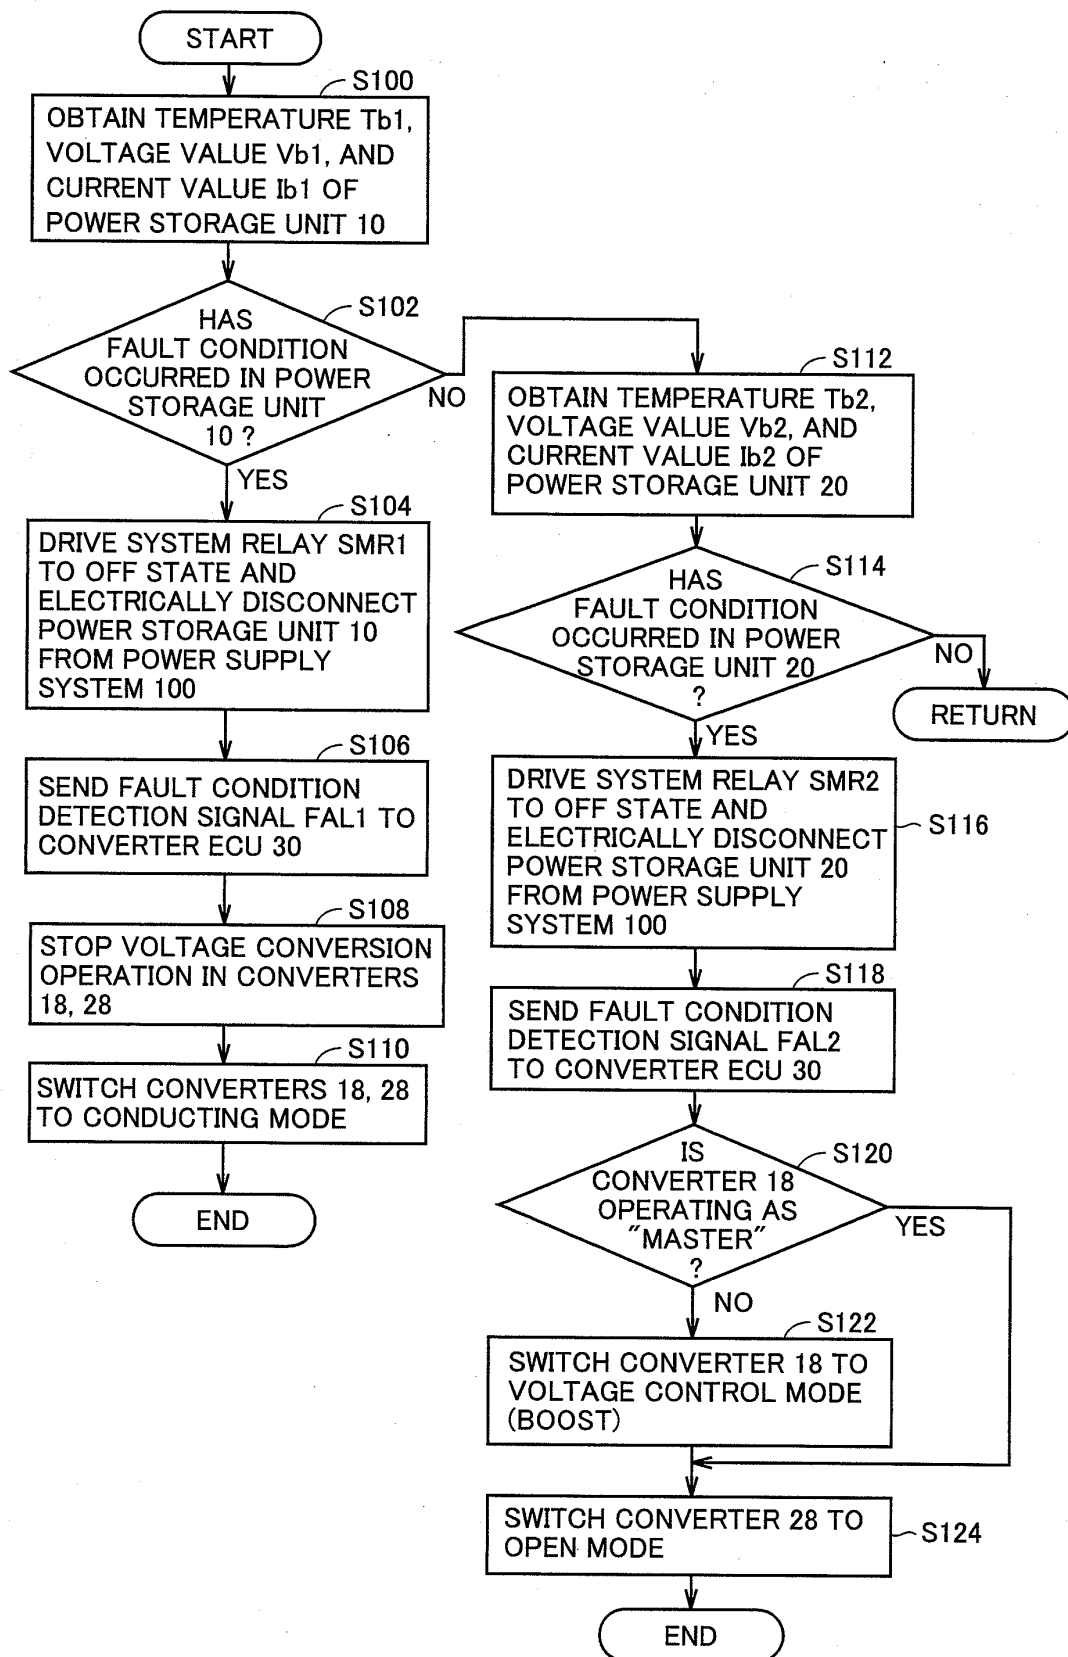 START
S100
OBTAIN TEMPERATURE Tb1,
VOLTAGE VALUE Vb1, AND
CURRENT VALUE Ib1 OF
POWER STORAGE UNIT 10
S102
HAS
FAULT CONDITION
OCCURRED IN POWER
STORAGE UNIT
10 ?
NO
YES
S104
DRIVE SYSTEM RELAY SMR1
TO OFF STATE AND
ELECTRICALLY DISCONNECT
POWER STORAGE UNIT 10
FROM POWER SUPPLY
SYSTEM 100
S106
SEND FAULT CONDITION
DETECTION SIGNAL FAL1 TO
CONVERTER ECU 30
S108
STOP VOLTAGE CONVERSION
OPERATION IN CONVERTERS
18, 28
S110
SWITCH CONVERTERS 18, 28
TO CONDUCTING MODE
END
S112
OBTAIN TEMPERATURE Tb2,
VOLTAGE VALUE Vb2, AND
CURRENT VALUE Ib2 OF
POWER STORAGE UNIT 20
S114
HAS
FAULT CONDITION
OCCURRED IN POWER
STORAGE UNIT 20
?
NO
RETURN
YES
DRIVE SYSTEM RELAY SMR2
TO OFF STATE AND
ELECTRICALLY DISCONNECT
POWER STORAGE UNIT 20
FROM POWER SUPPLY
SYSTEM 100
S116
S118
SEND FAULT CONDITION
DETECTION SIGNAL FAL2
TO CONVERTER ECU 30
S120
IS
CONVERTER 18
OPERATING AS
"MASTER"
?
YES
NO
S122
SWITCH CONVERTER 18 TO
VOLTAGE CONTROL MODE
(BOOST)
SWITCH CONVERTER 28 TO
OPEN MODE
S124
END